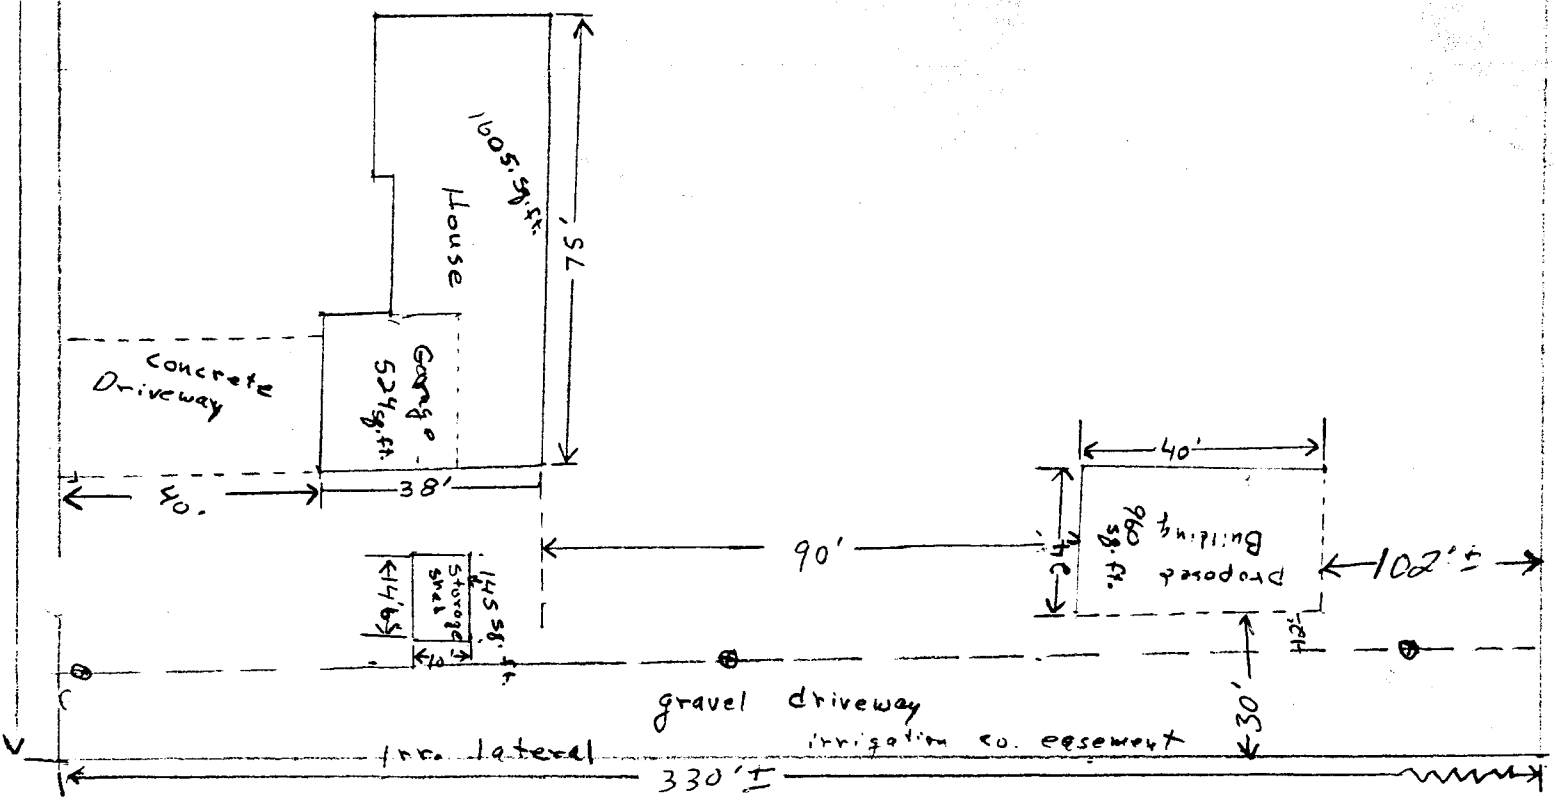 1605. sq. ft.
House
75'
Concrete
Driveway
Garage
524 sq. ft.
40.
38'
40'
90'
24'
Proposed
Building
960
sq. ft.
102'±
14'6"
Storage
shed
145 sq. ft.
10'
12'
30'
gravel driveway
Irr. lateral
irrigation co. easement
330'±